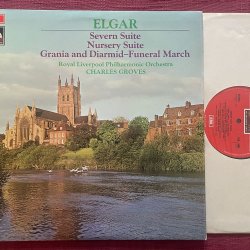 ELGAR
Severn Suite
Nursery Suite
Grania and Diarmid–Funeral March
Royal Liverpool Philharmonic Orchestra
CHARLES GROVES